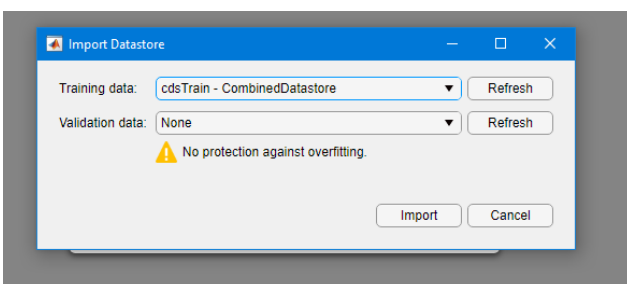 Import Datastore
Training data: cdsTrain - CombinedDatastore Refresh
Validation data: None Refresh
No protection against overfitting.
Import Cancel